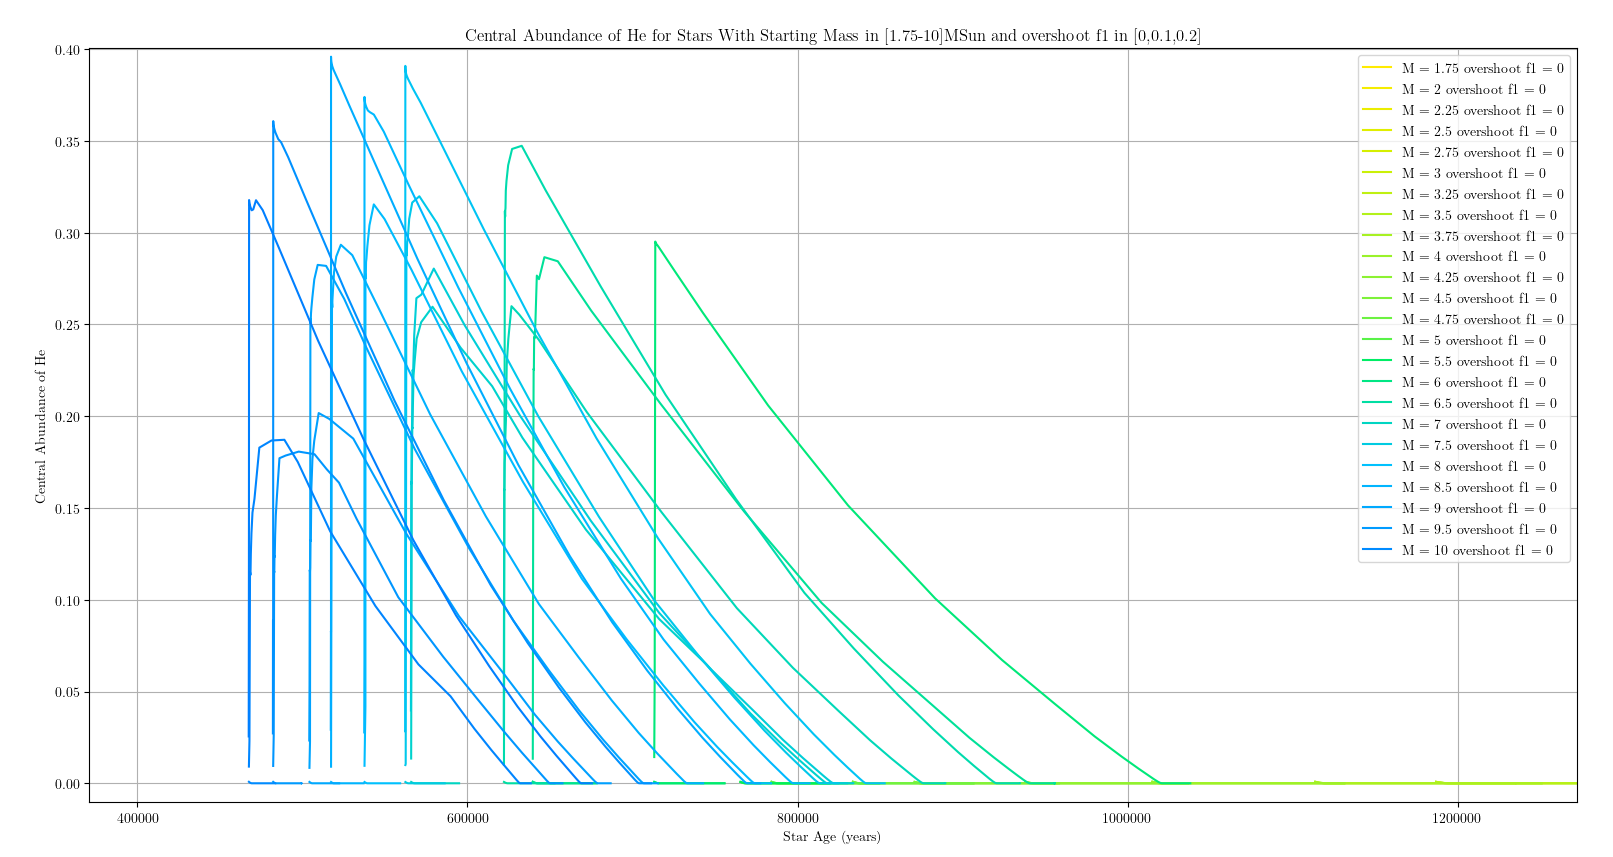 Central Abundance of He for Stars With Starting Mass in [1.75-10]MSun and overshoot f1 in [0,0.1,0.2]
0.40
0.35
0.30
0.25
0.20
0.15
0.10
0.05
0.00
Central Abundance of He
M = 1.75 overshoot f1 = 0
M = 2 overshoot f1 = 0
M = 2.25 overshoot f1 = 0
M = 2.5 overshoot f1 = 0
M = 2.75 overshoot f1 = 0
M = 3 overshoot f1 = 0
M = 3.25 overshoot f1 = 0
M = 3.5 overshoot f1 = 0
M = 3.75 overshoot f1 = 0
M = 4 overshoot f1 = 0
M = 4.25 overshoot f1 = 0
M = 4.5 overshoot f1 = 0
M = 4.75 overshoot f1 = 0
M = 5 overshoot f1 = 0
M = 5.5 overshoot f1 = 0
M = 6 overshoot f1 = 0
M = 6.5 overshoot f1 = 0
M = 7 overshoot f1 = 0
M = 7.5 overshoot f1 = 0
M = 8 overshoot f1 = 0
M = 8.5 overshoot f1 = 0
M = 9 overshoot f1 = 0
M = 9.5 overshoot f1 = 0
M = 10 overshoot f1 = 0
400000 600000 800000 1000000 1200000
Star Age (years)